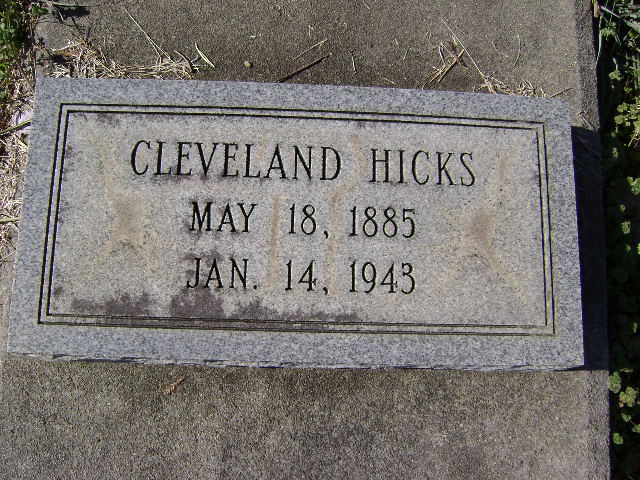 CLEVELAND HICKS
MAY 18, 1885
JAN. 14, 1943